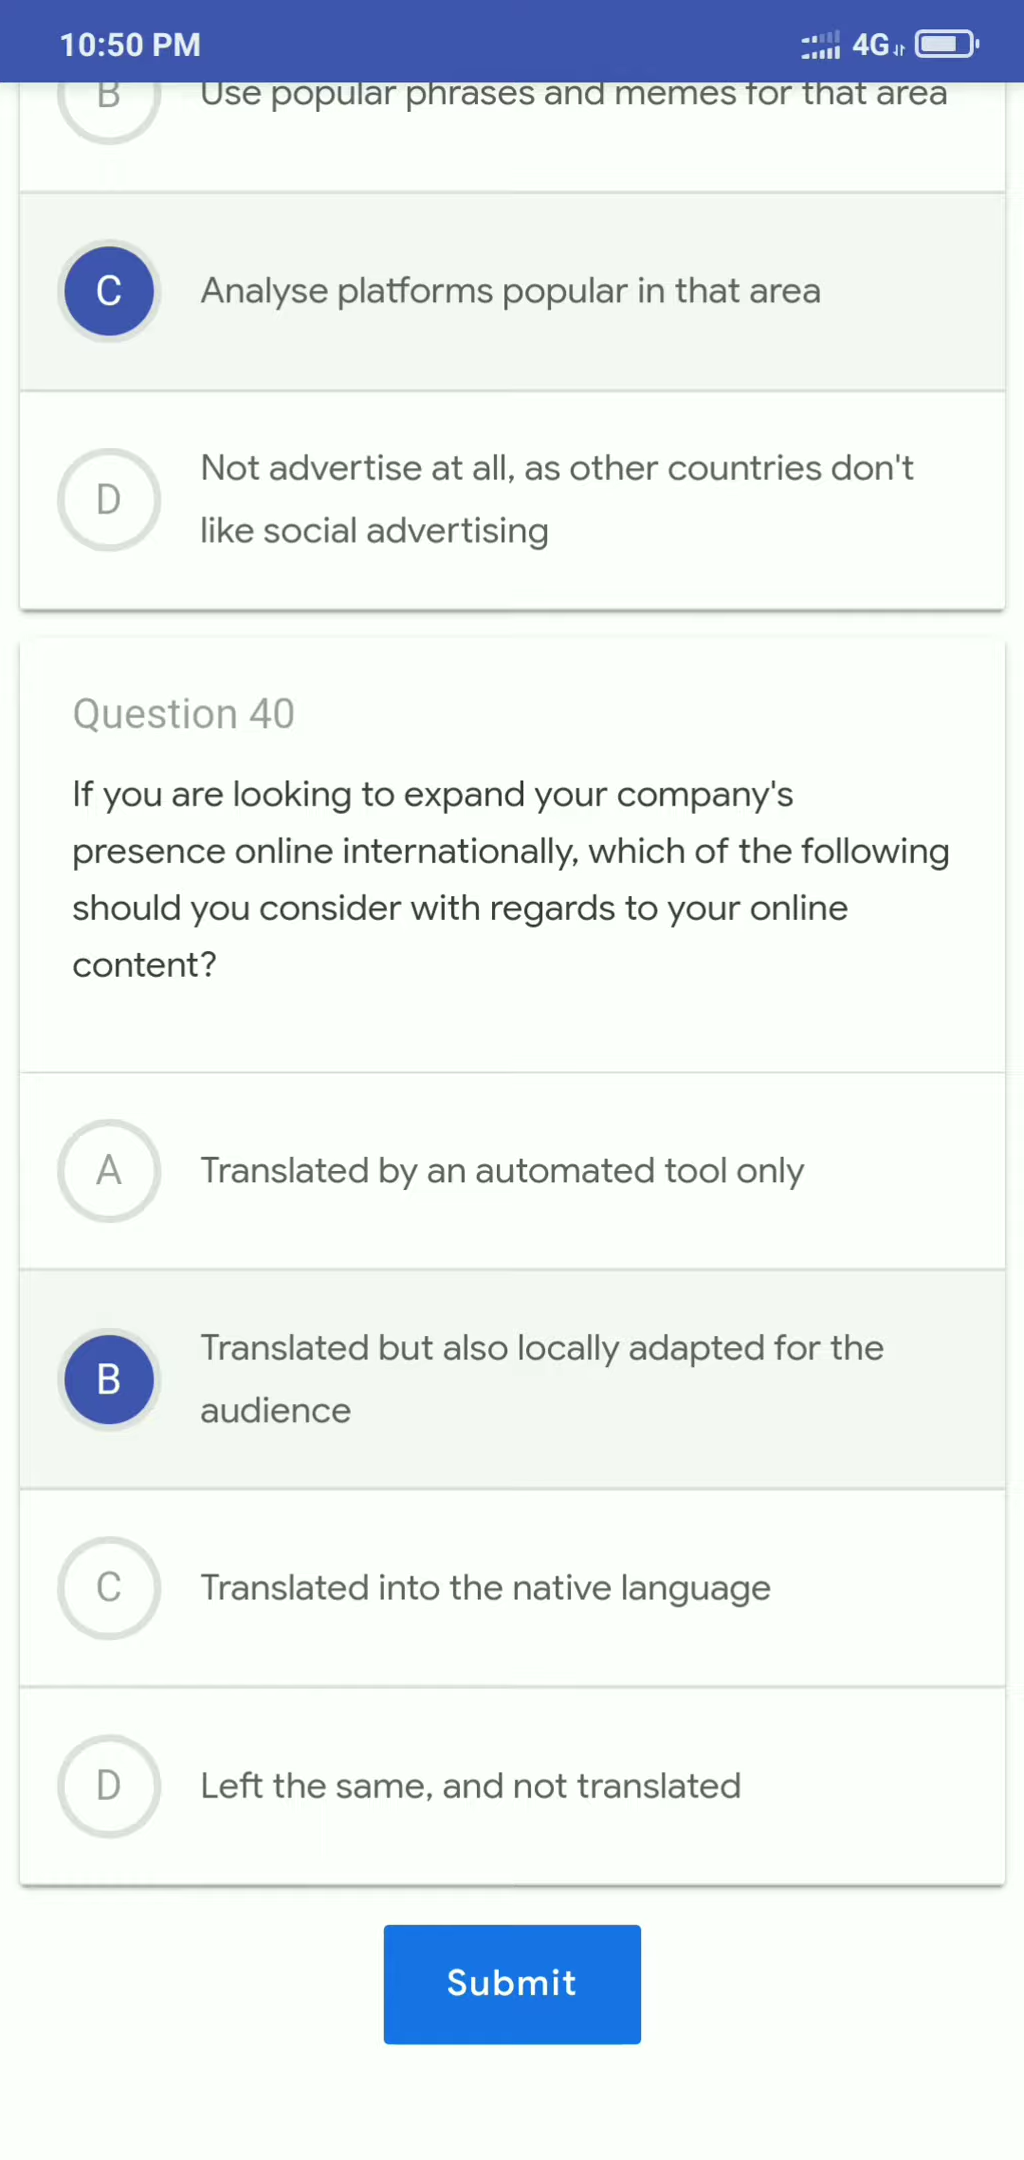 10:50 PM
4G
B
Use popular phrases and memes for that area
C
Analyse platforms popular in that area
D
Not advertise at all, as other countries don't
like social advertising
Question 40
If you are looking to expand your company's
presence online internationally, which of the following
should you consider with regards to your online
content?
A
Translated by an automated tool only
B
Translated but also locally adapted for the
audience
C
Translated into the native language
D
Left the same, and not translated
Submit